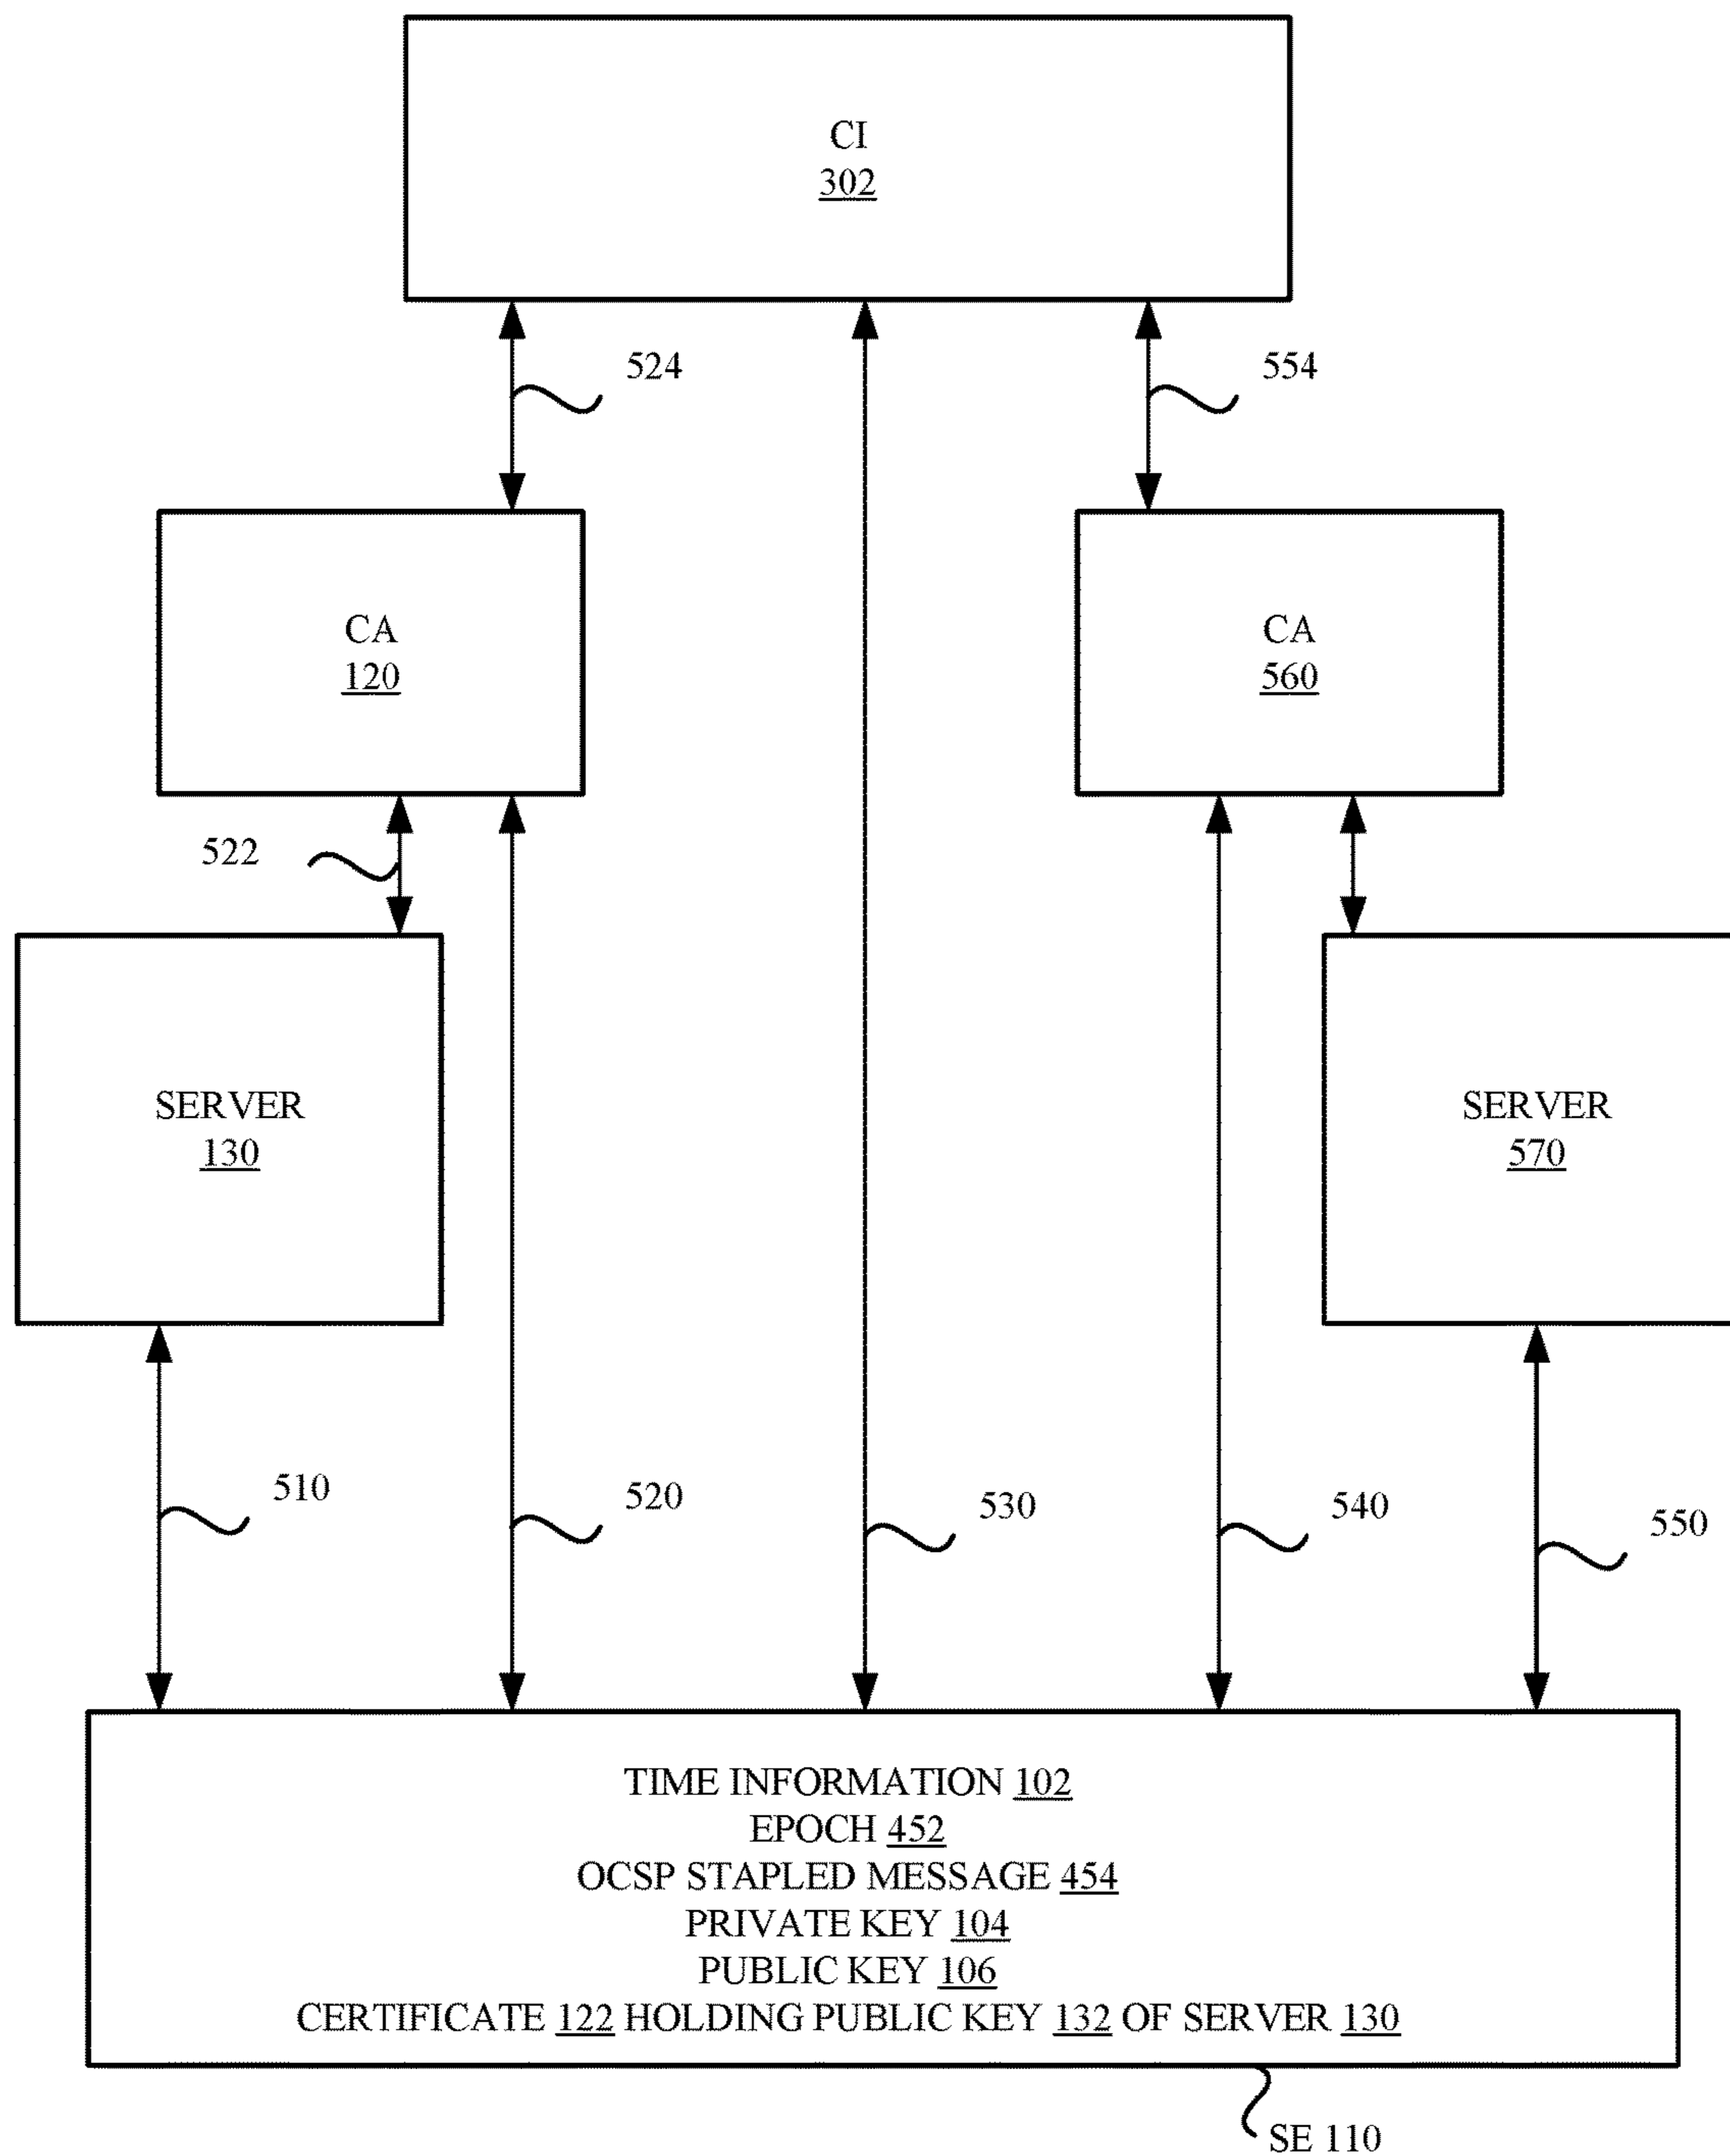 CI
302
524
554
CA
120
CA
560
522
SERVER
130
SERVER
570
510
520
530
540
550
TIME INFORMATION 102
EPOCH 452
OCSP STAPLED MESSAGE 454
PRIVATE KEY 104
PUBLIC KEY 106
CERTIFICATE 122 HOLDING PUBLIC KEY 132 OF SERVER 130
SE 110